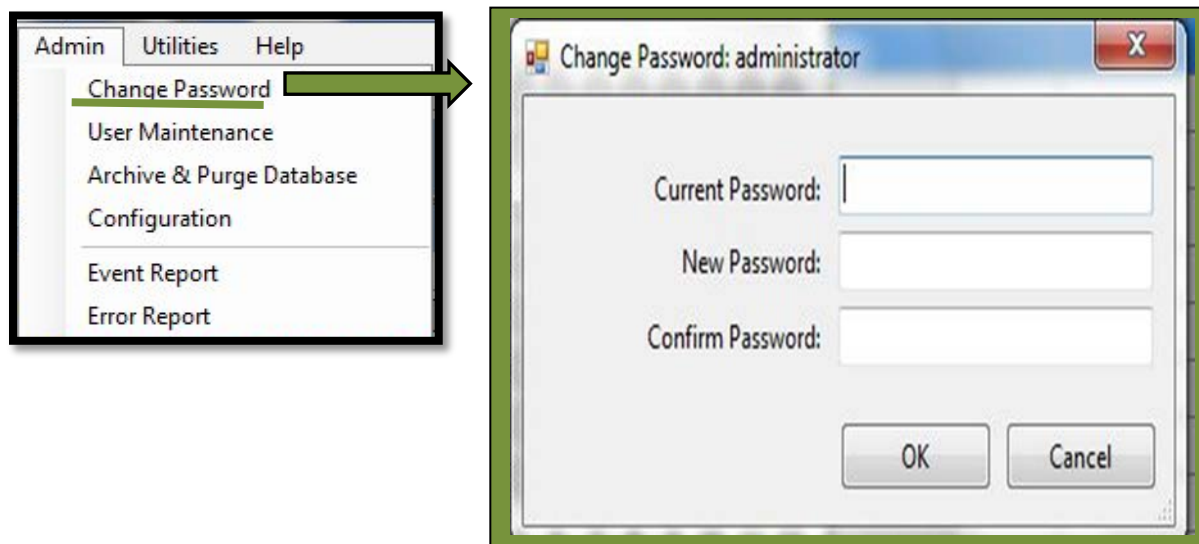 Admin Utilities Help
Change Password
User Maintenance
Archive & Purge Database
Configuration
Event Report
Error Report
Change Password: administrator
X
Current Password:
New Password:
Confirm Password:
OK Cancel